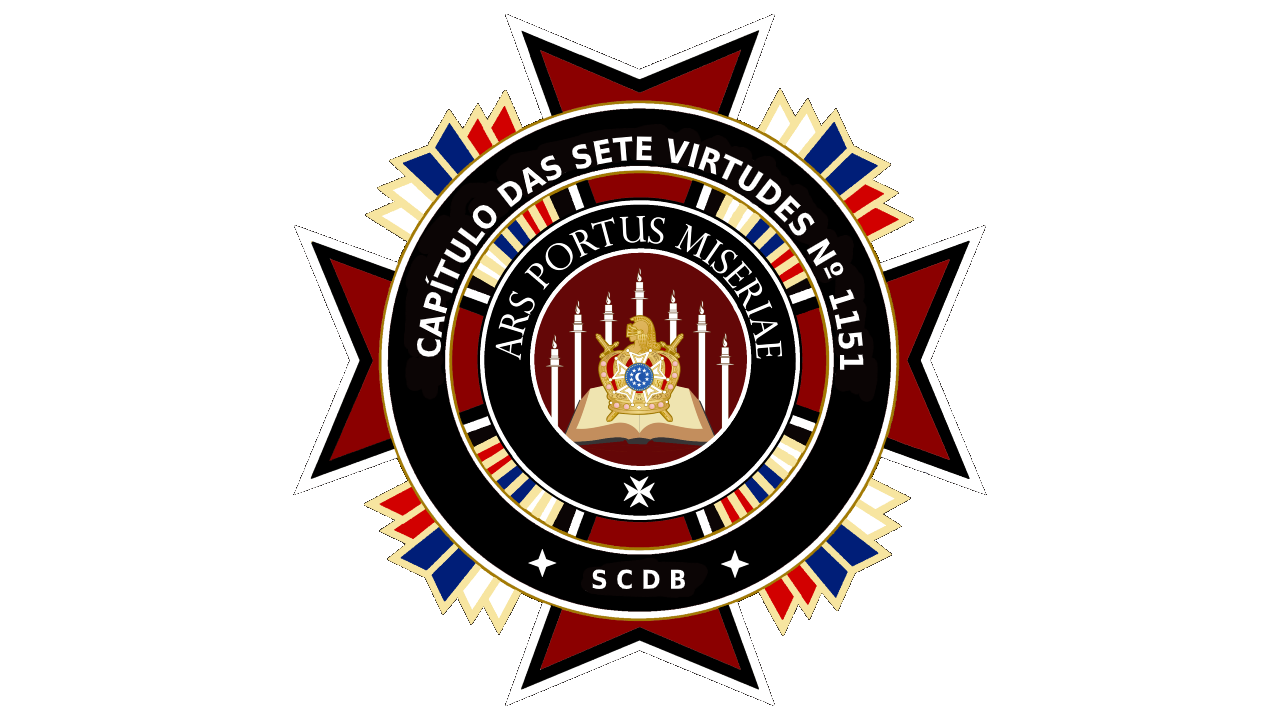 CAPÍTULO DAS SETE VIRTUDES Nº 1151
ARS PORTUS MISERIAE
SCDB